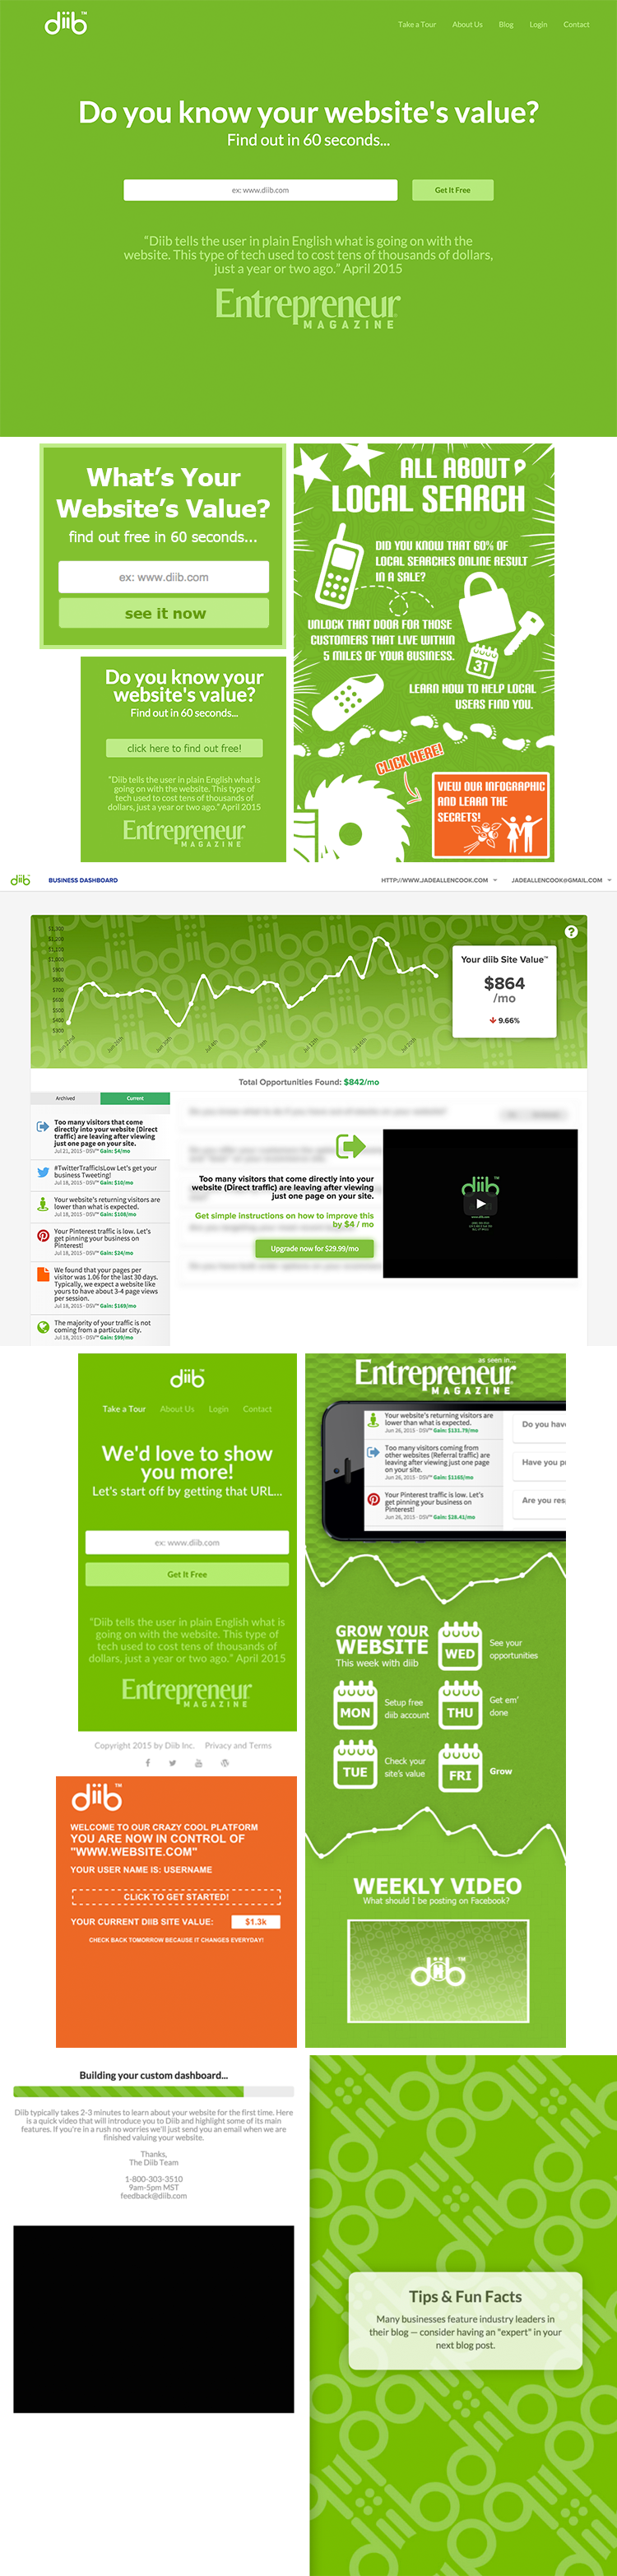 diib™
Take a Tour About Us Blog Login Contact
Do you know your website's value?
Find out in 60 seconds...
ex: www.diib.com Get It Free
“Diib tells the user in plain English what is going on with the
website. This type of tech used to cost tens of thousands of dollars,
just a year or two ago.” April 2015
Entrepreneur
MAGAZINE
What's Your
Website's Value?
find out free in 60 seconds...
ex: www.diib.com
see it now
Do you know your
website's value?
Find out in 60 seconds...
click here to find out free!
“Diib tells the user in plain English what is
going on with the website. This type of
tech used to cost tens of thousands of
dollars, just a year or two ago.” April 2015
Entrepreneur
MAGAZINE
ALL ABOUT
LOCAL SEARCH
DID YOU KNOW THAT 60% OF
LOCAL SEARCHES ONLINE RESULT
IN A SALE?
UNLOCK THAT DOOR FOR THOSE
CUSTOMERS THAT LIVE WITHIN
5 MILES OF YOUR BUSINESS.
31
LEARN HOW TO HELP LOCAL
USERS FIND YOU.
CLICK HERE!
VIEW OUR INFOGRAPHIC
AND LEARN THE
SECRETS!
diib BUSINESS DASHBOARD HTTP://WWW.JADEALLENCOOK.COM JADEALLENCOOK@GMAIL.COM
$1,300
$1,200
$1,100
$1,000
$900
$800
$700
$600
$500
$400
$300
?
Your diib Site Value™
$864
/mo
9.66%
Total Opportunities Found: $842/mo
Archived Current
Too many visitors that come
directly into your website (Direct
traffic) are leaving after viewing
just one page on your site.
Jul 21, 2015 - DSV™ Gain: $4/mo
#TwitterTrafficIsLow Let's get your
business Tweeting!
Jul 18, 2015 - DSV™ Gain: $10/mo
Your website's returning visitors are
lower than what is expected.
Jul 18, 2015 - DSV™ Gain: $108/mo
Your Pinterest traffic is low. Let's
get pinning your business on
Pinterest!
Jul 18, 2015 - DSV™ Gain: $24/mo
We found that your pages per
visitor was 1.06 for the last 30 days.
Typically, we expect a website like
yours to have about 3-4 page views
per session.
Jul 18, 2015 - DSV™ Gain: $169/mo
The majority of your traffic is not
coming from a particular city.
Jul 18, 2015 - DSV™ Gain: $99/mo
Too many visitors that come directly into your
website (Direct traffic) are leaving after viewing
just one page on your site.
Get simple instructions on how to improve this
by $4 / mo
Upgrade now for $29.99/mo
diib
diib™
Take a Tour About Us Login Contact
We'd love to show
you more!
Let's start off by getting that URL...
ex: www.diib.com
Get It Free
“Diib tells the user in plain English what is
going on with the website. This type of
tech used to cost tens of thousands of
dollars, just a year or two ago.” April 2015
Entrepreneur
MAGAZINE
Copyright 2015 by Diib Inc. Privacy and Terms
as seen in...
Entrepreneur
MAGAZINE
Your website's returning visitors are
lower than what is expected.
Jun 26, 2015 - DSV™ Gain: $131.79/mo
Too many visitors coming from
other websites (Referral traffic) are
leaving after viewing just one page
on your site.
Jun 26, 2015 - DSV™ Gain: $1165/mo
Your Pinterest traffic is low. Let's
get pinning your business on
Pinterest!
Jun 26, 2015 - DSV™ Gain: $28.41/mo
Do you hav
Have you p
Are you res
GROW YOUR
WEBSITE
This week with diib
WED See your
opportunities
MON Setup free
diib account
THU Get em'
done
TUE Check your
site's value
FRI Grow
WEEKLY VIDEO
What should I be posting on Facebook?
diib™
diib™
WELCOME TO OUR CRAZY COOL PLATFORM
YOU ARE NOW IN CONTROL OF
"WWW.WEBSITE.COM"
YOUR USER NAME IS: USERNAME
CLICK TO GET STARTED!
YOUR CURRENT DIIB SITE VALUE: $1.3k
CHECK BACK TOMORROW BECAUSE IT CHANGES EVERYDAY!
Building your custom dashboard...
Diib typically takes 2-3 minutes to learn about your website for the first time. Here
is a quick video that will introduce you to Diib and highlight some of its main
features. If you're in a rush no worries we'll just send you an email when we are
finished valuing your website.
Thanks,
The Diib Team
1-800-303-3510
9am-5pm MST
feedback@diib.com
Tips & Fun Facts
Many businesses feature industry leaders in
their blog — consider having an "expert" in your
next blog post.